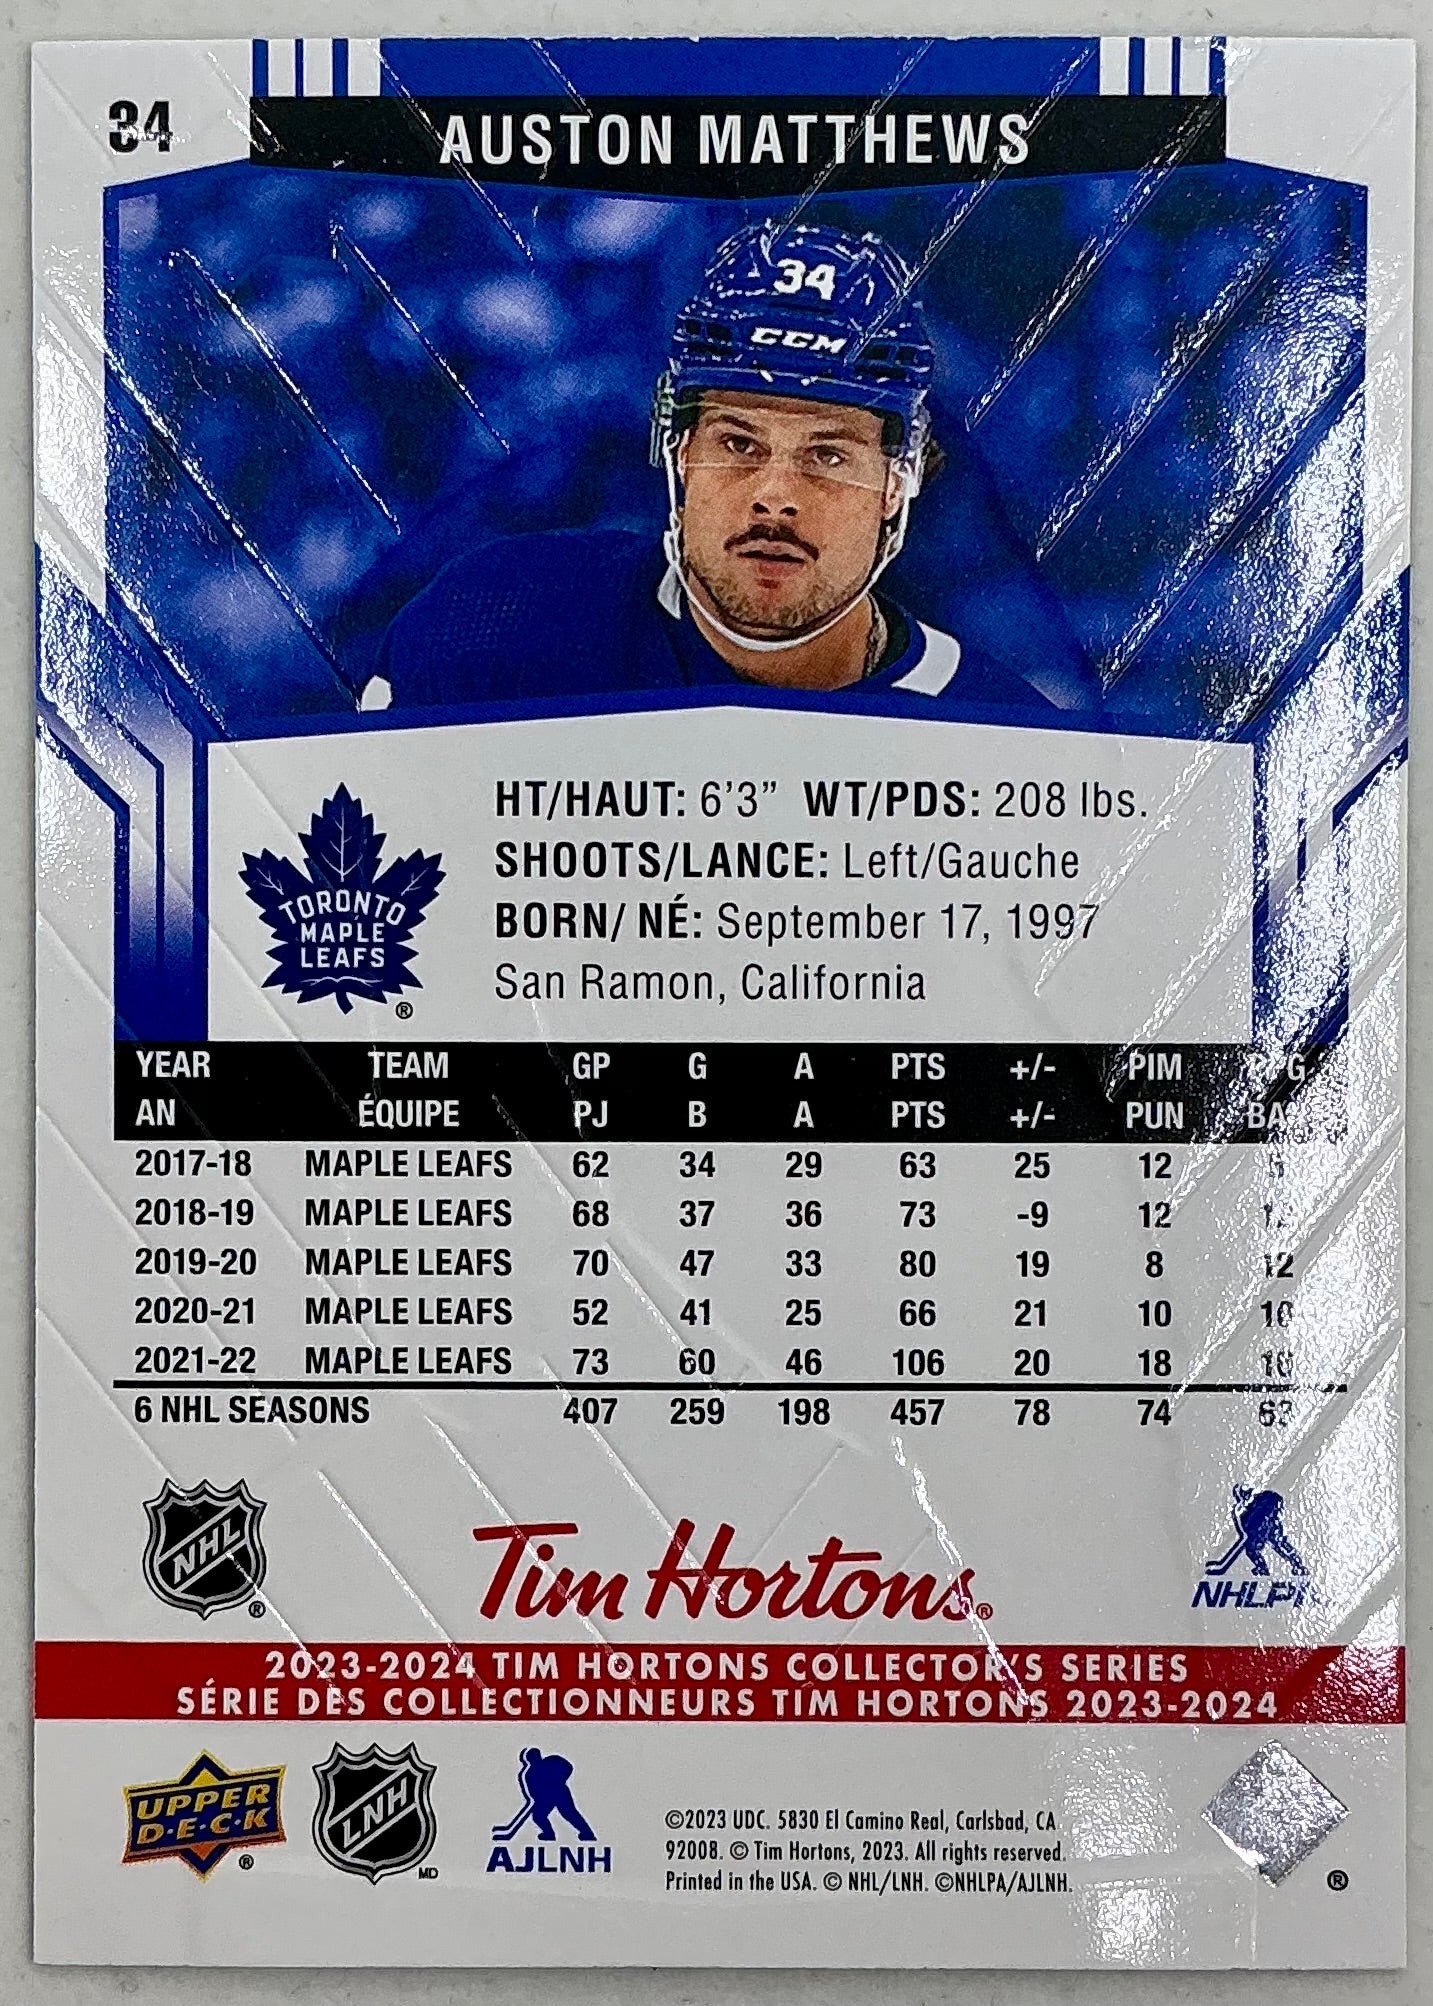 34
AUSTON MATTHEWS
34
CCM
TORONTO
MAPLE
LEAFS
®
HT/HAUT: 6'3" WT/PDS: 208 lbs.
SHOOTS/LANCE: Left/Gauche
BORN/ NÉ: September 17, 1997
San Ramon, California
YEAR TEAM GP G A PTS +/- PIM
AN ÉQUIPE PJ B A PTS +/- PUN
2017-18 MAPLE LEAFS 62 34 29 63 25 12
2018-19 MAPLE LEAFS 68 37 36 73 -9 12
2019-20 MAPLE LEAFS 70 47 33 80 19 8 12
2020-21 MAPLE LEAFS 52 41 25 66 21 10 10
2021-22 MAPLE LEAFS 73 60 46 106 20 18
6 NHL SEASONS 407 259 198 457 78 74
NHL ®
Tim Hortons®
NHLPA
2023-2024 TIM HORTONS COLLECTOR'S SERIES
SÉRIE DES COLLECTIONNEURS TIM HORTONS 2023-2024
UPPER
D·E·C·K ®
LNH MD
AJLNH
©2023 UDC. 5830 El Camino Real, Carlsbad, CA
92008. © Tim Hortons, 2023. All rights reserved.
Printed in the USA. © NHL/LNH. ©NHLPA/AJLNH.
®